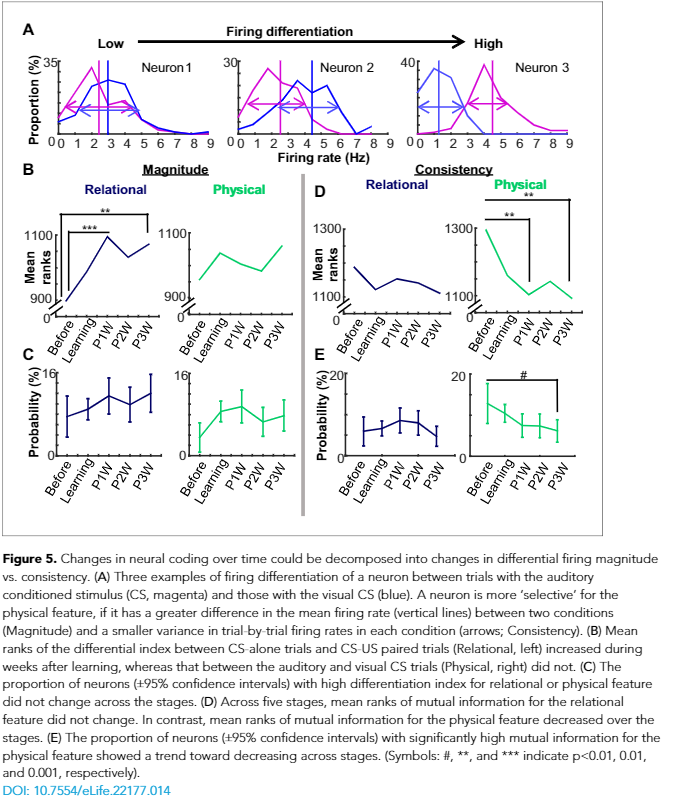 A
Firing differentiation
Low
High
35
30
40
Neuron 1
Neuron 2
Neuron 3
Proportion (%)
0 1 2 3 4 5 6 7 8 9
0 1 2 3 4 5 6 7 8 9
0 1 2 3 4 5 6 7 8 9
Firing rate (Hz)
B
Magnitude
Relational
Physical
**
***
1100
900
0
Mean ranks
Before
Learning
P1W
P2W
P3W
1100
900
0
Before
Learning
P1W
P2W
P3W
C
16
0
Probability (%)
Before
Learning
P1W
P2W
P3W
16
0
Before
Learning
P1W
P2W
P3W
Consistency
D
Relational
Physical
**
**
1300
1100
0
Mean ranks
Before
Learning
P1W
P2W
P3W
1300
1100
0
Before
Learning
P1W
P2W
P3W
E
20
0
Probability (%)
Before
Learning
P1W
P2W
P3W
#
20
0
Before
Learning
P1W
P2W
P3W
Figure 5. Changes in neural coding over time could be decomposed into changes in differential firing magnitude
vs. consistency. (A) Three examples of firing differentiation of a neuron between trials with the auditory
conditioned stimulus (CS, magenta) and those with the visual CS (blue). A neuron is more ‘selective’ for the
physical feature, if it has a greater difference in the mean firing rate (vertical lines) between two conditions
(Magnitude) and a smaller variance in trial-by-trial firing rates in each condition (arrows; Consistency). (B) Mean
ranks of the differential index between CS-alone trials and CS-US paired trials (Relational, left) increased during
weeks after learning, whereas that between the auditory and visual CS trials (Physical, right) did not. (C) The
proportion of neurons (±95% confidence intervals) with high differentiation index for relational or physical feature
did not change across the stages. (D) Across five stages, mean ranks of mutual information for the relational
feature did not change. In contrast, mean ranks of mutual information for the physical feature decreased over the
stages. (E) The proportion of neurons (±95% confidence intervals) with significantly high mutual information for the
physical feature showed a trend toward decreasing across stages. (Symbols: #, **, and *** indicate p<0.01, 0.01,
and 0.001, respectively).
DOI: 10.7554/eLife.22177.014